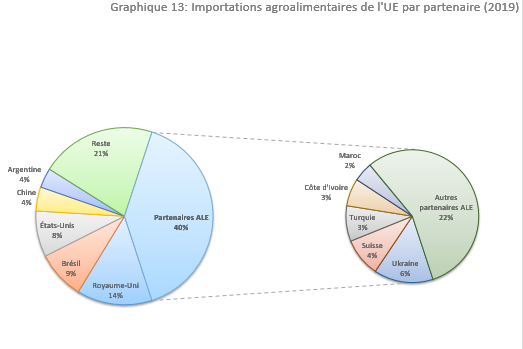 Graphique 13: Importations agroalimentaires de l'UE par partenaire (2019)
Reste
21%
Argentine
4%
Chine
4%
États-Unis
8%
Brésil
9%
Royaume-Uni
14%
Partenaires ALE
40%
Maroc
2%
Côte d'ivoire
3%
Turquie
3%
Suisse
4%
Ukraine
6%
Autres
partenaires ALE
22%